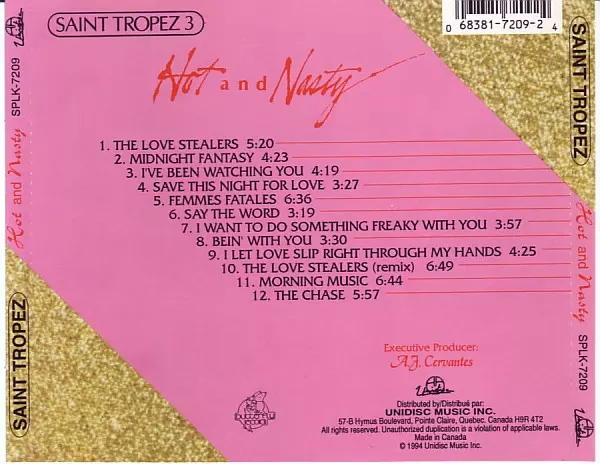 SAINT TROPEZ 3
0 68381-7209-2 4
Hot and Nasty
1. THE LOVE STEALERS 5:20
2. MIDNIGHT FANTASY 4:23
3. I'VE BEEN WATCHING YOU 4:19
4. SAVE THIS NIGHT FOR LOVE 3:27
5. FEMMES FATALES 6:36
6. SAY THE WORD 3:19
7. I WANT TO DO SOMETHING FREAKY WITH YOU 3:57
8. BEIN' WITH YOU 3:30
9. I LET LOVE SLIP RIGHT THROUGH MY HANDS 4:25
10. THE LOVE STEALERS (remix) 6:49
11. MORNING MUSIC 6:44
12. THE CHASE 5:57
Executive Producer:
A.J. Cervantes
Distributed by/Distribué par:
UNIDISC MUSIC INC.
57-B Hymus Boulevard, Pointe Claire, Quebec. Canada H9R 4T2
All rights reserved. Unauthorized duplication is a violation of applicable laws.
Made in Canada
© 1994 Unidisc Music Inc.
SAINT TROPEZ Hot and Nasty SPLK-7209
SAINT TROPEZ Hot and Nasty SPLK-7209